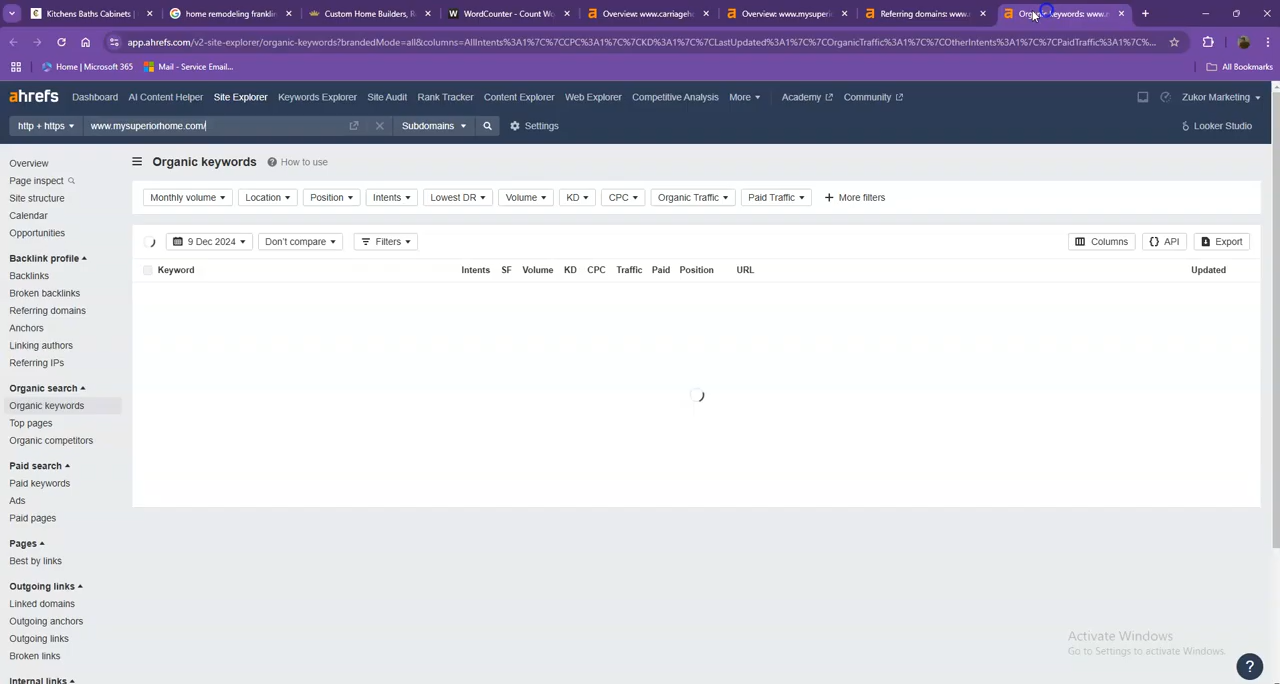 Kitchens Baths Cabinets |
home remodeling franklin
Custom Home Builders, R
WordCounter - Count Wo
Overview: www.carriageh
Overview: www.mysuperi
Referring domains: www.
Organic keywords: www.
app.ahrefs.com/v2-site-explorer/organic-keywords?brandedMode=all&columns=AllIntents%3A1%7C%7CCPC%3A1%7C%7CKD%3A1%7C%7CLastUpdated%3A1%7C%7COrganicTraffic%3A1%7C%7COtherIntents%3A1%7C%7CPaidTraffic%3A1%7C%...
Home | Microsoft 365
Mail - Service Email...
All Bookmarks
ahrefs Dashboard AI Content Helper Site Explorer Keywords Explorer Site Audit Rank Tracker Content Explorer Web Explorer Competitive Analysis More Academy Community Zukor Marketing
http + https www.mysuperiorhome.com/ Subdomains Settings Looker Studio
Overview
Page inspect
Site structure
Calendar
Opportunities
Backlink profile
Backlinks
Broken backlinks
Referring domains
Anchors
Linking authors
Referring IPs
Organic search
Organic keywords
Top pages
Organic competitors
Paid search
Paid keywords
Ads
Paid pages
Pages
Best by links
Outgoing links
Linked domains
Outgoing anchors
Outgoing links
Broken links
Internal links
Organic keywords ? How to use
Monthly volume Location Position Intents Lowest DR Volume KD CPC Organic Traffic Paid Traffic + More filters
9 Dec 2024 Don't compare Filters Columns {} API Export
Keyword Intents SF Volume KD CPC Traffic Paid Position URL Updated
Activate Windows
Go to Settings to activate Windows.
?